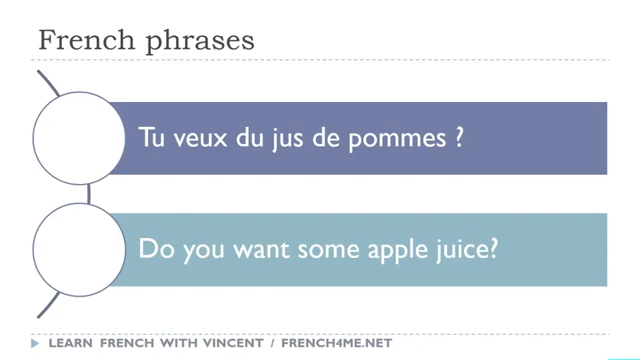 French phrases
Tu veux du jus de pommes ?
Do you want some apple juice?
LEARN FRENCH WITH VINCENT / FRENCH4ME.NET